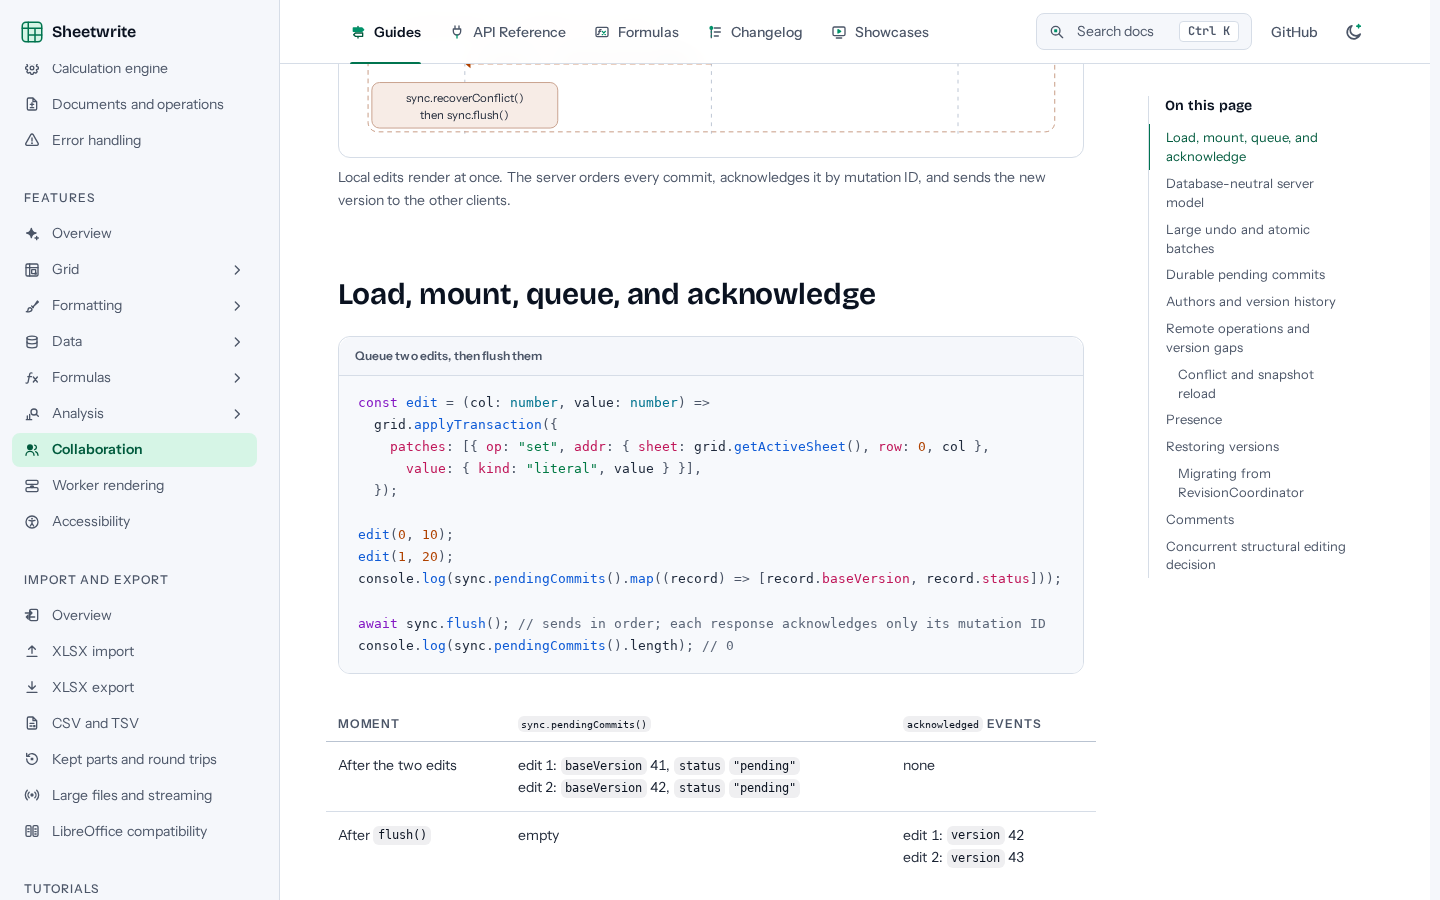 Sheetwrite
Guides
API Reference
Formulas
Changelog
Showcases
Search docs
Ctrl K
GitHub
Calculation engine
Documents and operations
Error handling
FEATURES
Overview
Grid
Formatting
Data
Formulas
Analysis
Collaboration
Worker rendering
Accessibility
IMPORT AND EXPORT
Overview
XLSX import
XLSX export
CSV and TSV
Kept parts and round trips
Large files and streaming
LibreOffice compatibility
TUTORIALS
sync.recoverConflict()
then sync.flush()
Local edits render at once. The server orders every commit, acknowledges it by mutation ID, and sends the new
version to the other clients.
Load, mount, queue, and acknowledge
Queue two edits, then flush them
const edit = (col: number, value: number) =>
  grid.applyTransaction({
    patches: [{ op: "set", addr: { sheet: grid.getActiveSheet(), row: 0, col },
      value: { kind: "literal", value } }],
  });
edit(0, 10);
edit(1, 20);
console.log(sync.pendingCommits().map((record) => [record.baseVersion, record.status]));
await sync.flush(); // sends in order; each response acknowledges only its mutation ID
console.log(sync.pendingCommits().length); // 0
MOMENT sync.pendingCommits() acknowledged EVENTS
After the two edits edit 1: baseVersion 41, status "pending" none
edit 2: baseVersion 42, status "pending"
After flush() empty edit 1: version 42
edit 2: version 43
On this page
Load, mount, queue, and
acknowledge
Database-neutral server
model
Large undo and atomic
batches
Durable pending commits
Authors and version history
Remote operations and
version gaps
Conflict and snapshot
reload
Presence
Restoring versions
Migrating from
RevisionCoordinator
Comments
Concurrent structural editing
decision